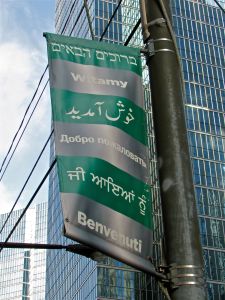 ברוכים הבאים
Witamy
خوش آمدید
Добро пожаловать
ਜੀ ਆਇਆਂ ਨੂੰ
Benvenuti